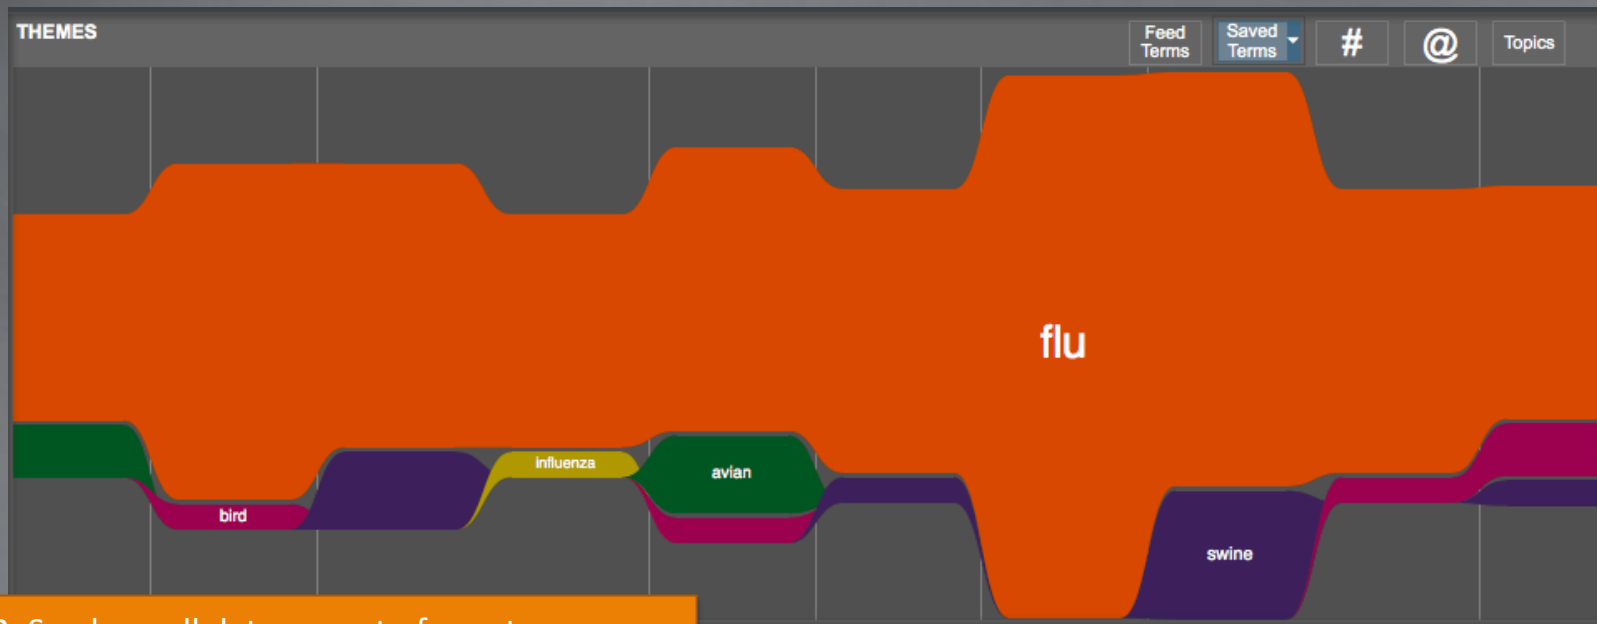 THEMES
Feed
Terms
Saved
Terms
#
@
Topics
flu
influenza
avian
bird
swine